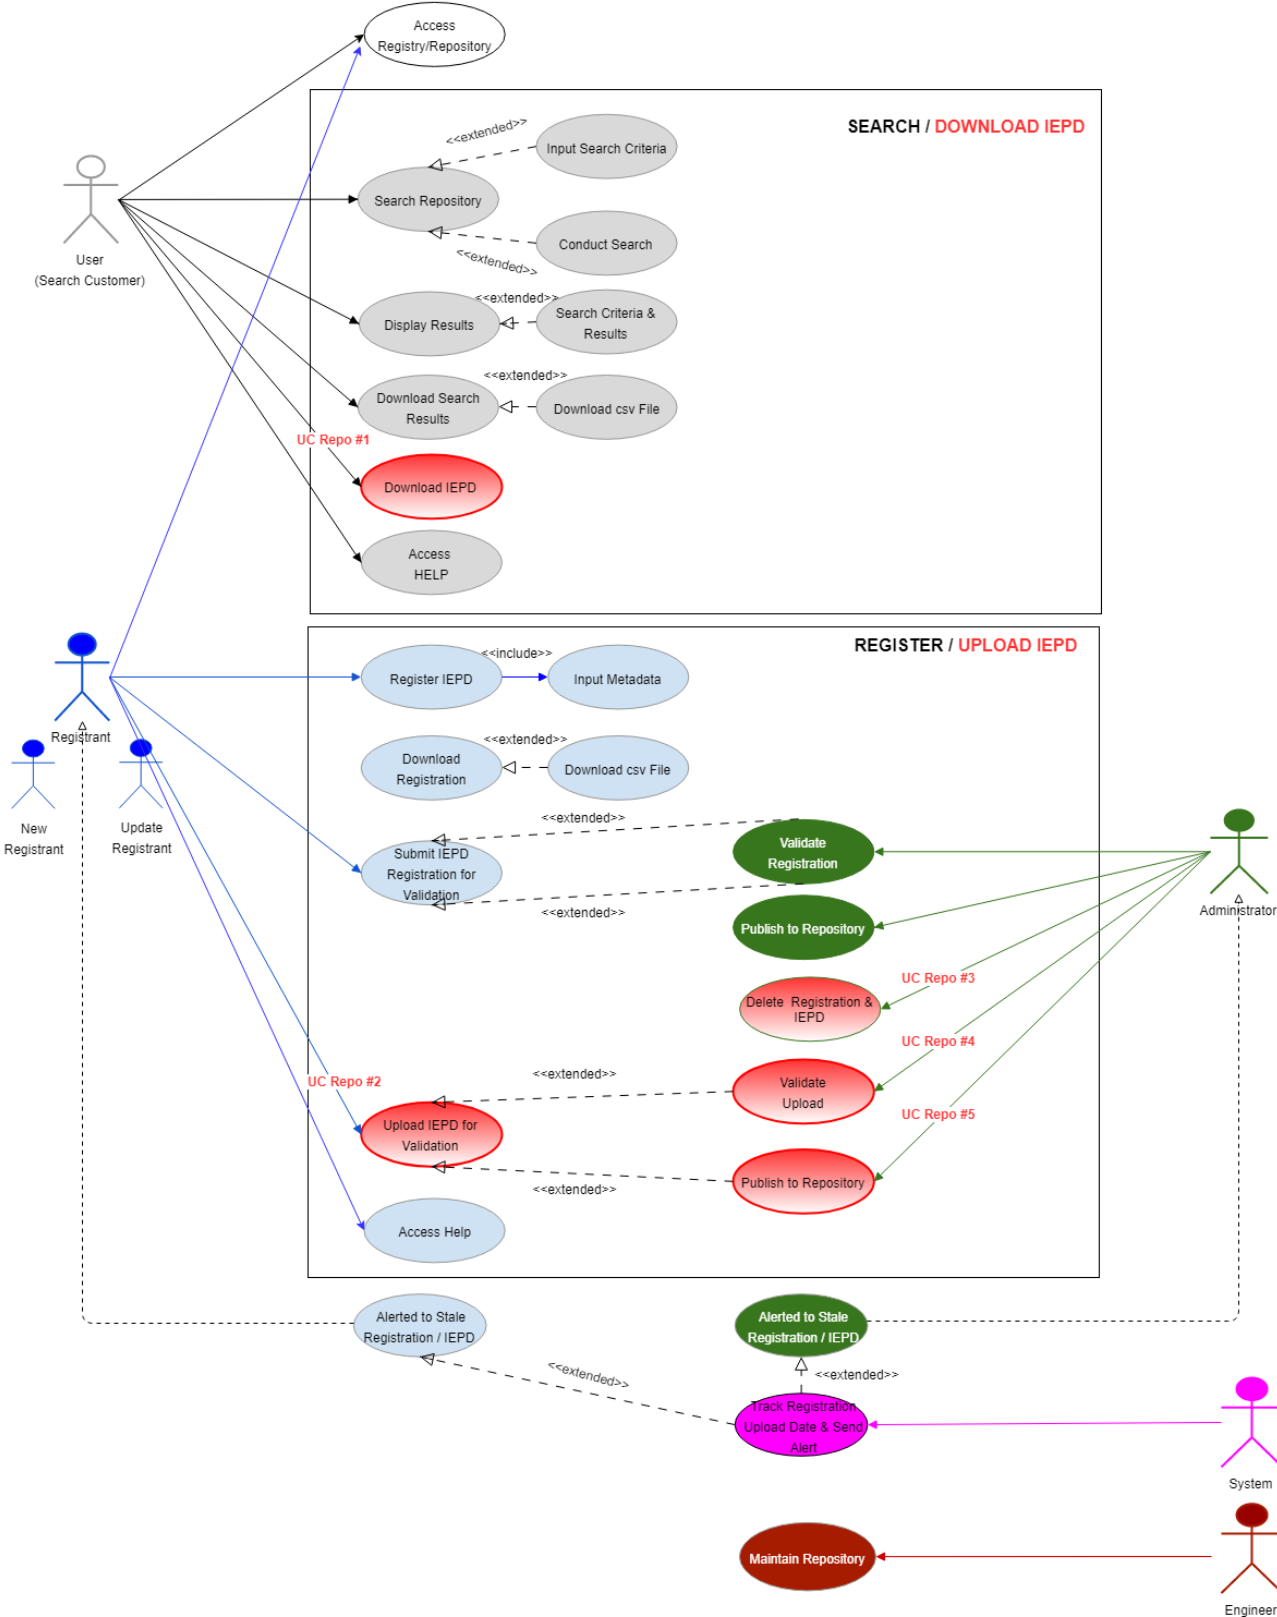 Access
Registry/Repository
SEARCH / DOWNLOAD IEPD
<<extended>>
Input Search Criteria
Search Repository
Conduct Search
<<extended>>
User
(Search Customer)
<<extended>>
Search Criteria &
Results
Display Results
<<extended>>
Download Search
Results
Download csv File
UC Repo #1
Download IEPD
Access
HELP
REGISTER / UPLOAD IEPD
<<include>>
Register IEPD
Input Metadata
Registrant
<<extended>>
Download
Registration
Download csv File
New
Registrant
Update
Registrant
<<extended>>
Submit IEPD
Registration for
Validation
Validate
Registration
<<extended>>
Administrator
Publish to Repository
UC Repo #3
Delete  Registration &
IEPD
UC Repo #4
<<extended>>
Validate
Upload
UC Repo #2
UC Repo #5
Upload IEPD for
Validation
Publish to Repository
<<extended>>
Access Help
Alerted to Stale
Registration / IEPD
Alerted to Stale
Registration / IEPD
<<extended>>
<<extended>>
Track Registration
Upload Date & Send
Alert
System
Maintain Repository
Engineer